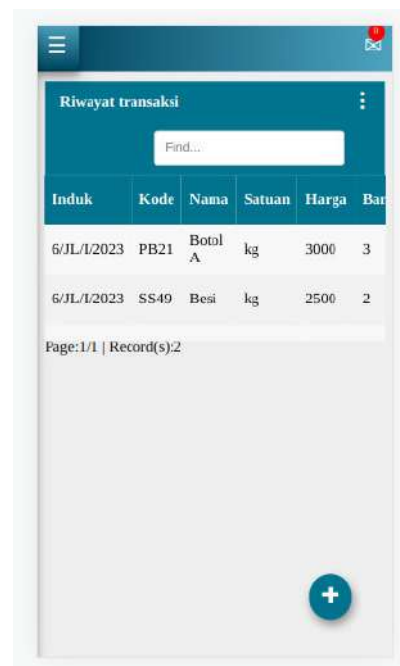 Riwayat transaksi
Find...
Induk Kode Nama Satuan Harga Bar
6/JL/I/2023 PB21 Botol A kg 3000 3
6/JL/I/2023 SS49 Besi kg 2500 2
Page:1/1 | Record(s):2